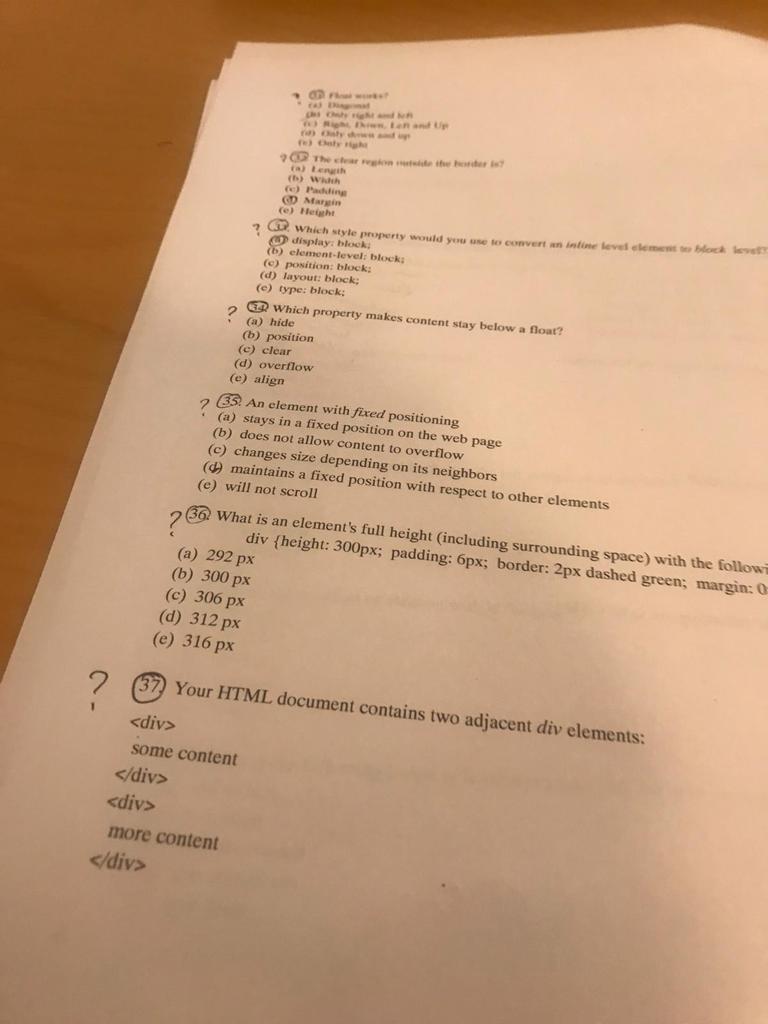 ? 32. Float works?
(a) Diagonal
(b) Only right and left
(c) Right, Down, Left and Up
(d) Only down and up
(e) Only right
? The clear region outside the border is?
(a) Length
(b) Width
(c) Padding
(d) Margin
(e) Height
? 33. Which style property would you use to convert an inline level element to block level?
(a) display: block;
(b) element-level: block;
(c) position: block;
(d) layout: block;
(e) type: block;
? 34. Which property makes content stay below a float?
(a) hide
(b) position
(c) clear
(d) overflow
(e) align
? 35. An element with fixed positioning
(a) stays in a fixed position on the web page
(b) does not allow content to overflow
(c) changes size depending on its neighbors
(d) maintains a fixed position with respect to other elements
(e) will not scroll
? 36. What is an element's full height (including surrounding space) with the followi
div {height: 300px; padding: 6px; border: 2px dashed green; margin: 0
(a) 292 px
(b) 300 px
(c) 306 px
(d) 312 px
(e) 316 px
? 37. Your HTML document contains two adjacent div elements:
<div>
some content
</div>
<div>
more content
</div>